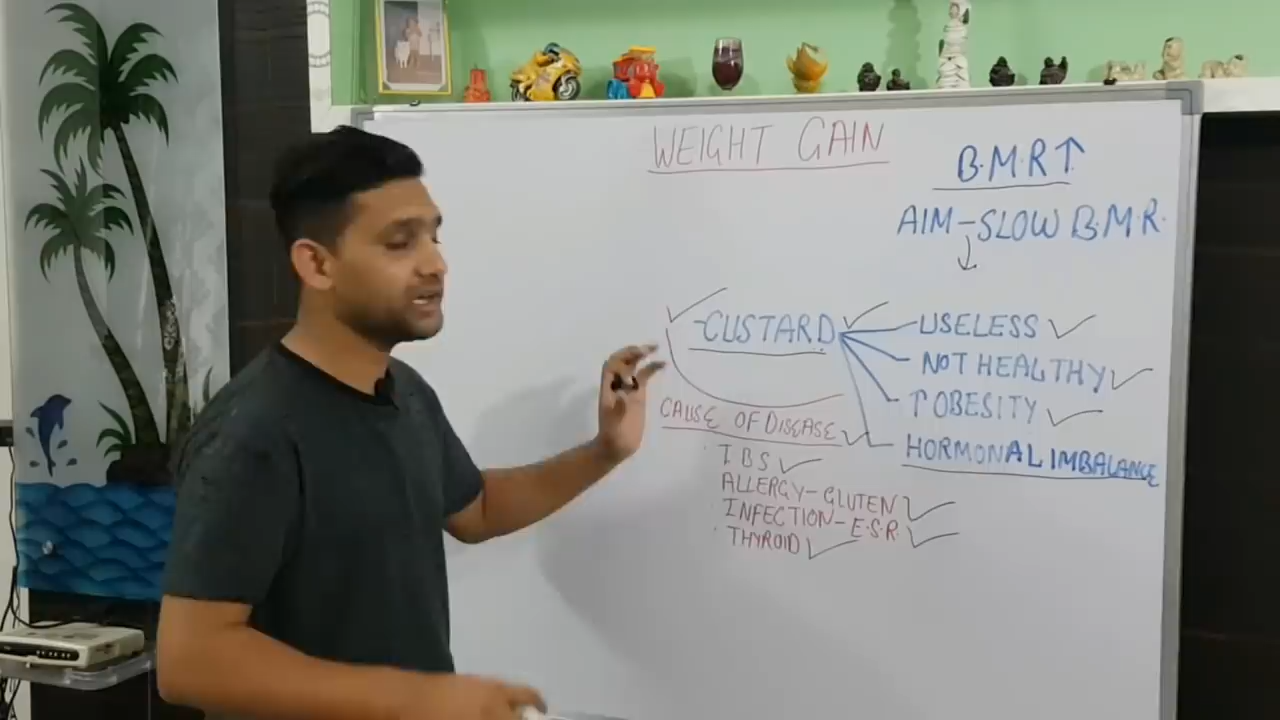 WEIGHT GAIN
B.M.R↑
AIM-SLOW B.M.R.
↓
-CUSTARD
USELESS ✓
NOT HEALTHY ✓
↑OBESITY ✓
HORMONAL IMBALANCE
CAUSE OF DISEASE ✓
· IBS ✓
ALLERGY-GLUTEN ✓
· INFECTION-E.S.R. ✓
· THYROID ✓